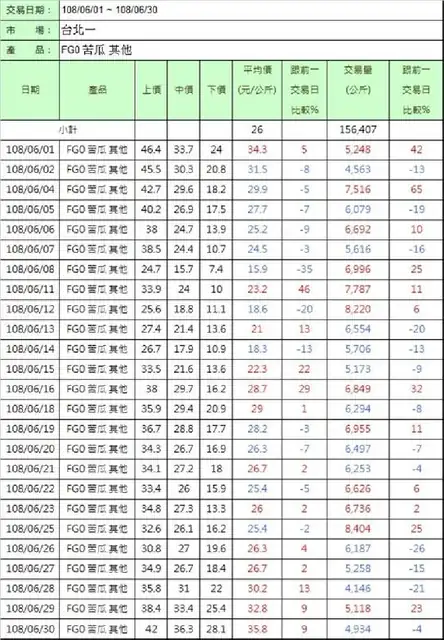 交易日期： 108/06/01 ~ 108/06/30
市 場： 台北一
產 品： FG0 苦瓜 其他
日期 產品 上價 中價 下價 平均價 (元/公斤) 跟前一交易日比較% 交易量 (公斤) 跟前一交易日比較%
小計 26 156,407
108/06/01 FG0 苦瓜 其他 46.4 33.7 24 34.3 5 5,248 42
108/06/02 FG0 苦瓜 其他 45.5 30.3 20.8 31.5 -8 4,563 -13
108/06/04 FG0 苦瓜 其他 42.7 29.6 18.2 29.9 -5 7,516 65
108/06/05 FG0 苦瓜 其他 40.2 26.9 17.5 27.7 -7 6,079 -19
108/06/06 FG0 苦瓜 其他 38 24.7 13.9 25.2 -9 6,692 10
108/06/07 FG0 苦瓜 其他 38.5 24.4 10.7 24.5 -3 5,616 -16
108/06/08 FG0 苦瓜 其他 24.7 15.7 7.4 15.9 -35 6,996 25
108/06/11 FG0 苦瓜 其他 33.9 24 10 23.2 46 7,787 11
108/06/12 FG0 苦瓜 其他 25.6 18.8 11.1 18.6 -20 8,220 6
108/06/13 FG0 苦瓜 其他 27.4 21.4 13.6 21 13 6,554 -20
108/06/14 FG0 苦瓜 其他 26.7 17.9 10.9 18.3 -13 5,706 -13
108/06/15 FG0 苦瓜 其他 33.5 21.6 13.6 22.3 22 5,173 -9
108/06/16 FG0 苦瓜 其他 38 29.7 16.2 28.7 29 6,849 32
108/06/18 FG0 苦瓜 其他 35.9 29.4 20.9 29 1 6,294 -8
108/06/19 FG0 苦瓜 其他 36.7 28.8 17.7 28.2 -3 6,955 11
108/06/20 FG0 苦瓜 其他 34.3 26.7 16.9 26.3 -7 6,497 -7
108/06/21 FG0 苦瓜 其他 34.1 27.2 18 26.7 2 6,253 -4
108/06/22 FG0 苦瓜 其他 33.4 26 15.9 25.4 -5 6,626 6
108/06/23 FG0 苦瓜 其他 34.8 27.3 13.3 26 2 6,736 2
108/06/25 FG0 苦瓜 其他 32.6 26.1 16.2 25.4 -2 8,404 25
108/06/26 FG0 苦瓜 其他 30.8 27 19.6 26.3 4 6,187 -26
108/06/27 FG0 苦瓜 其他 34.9 26.7 18.4 26.7 2 5,258 -15
108/06/28 FG0 苦瓜 其他 35.8 31 22 30.2 13 4,146 -21
108/06/29 FG0 苦瓜 其他 38.4 33.4 25.4 32.8 9 5,118 23
108/06/30 FG0 苦瓜 其他 42 36.3 28.1 35.8 9 4,934 -4